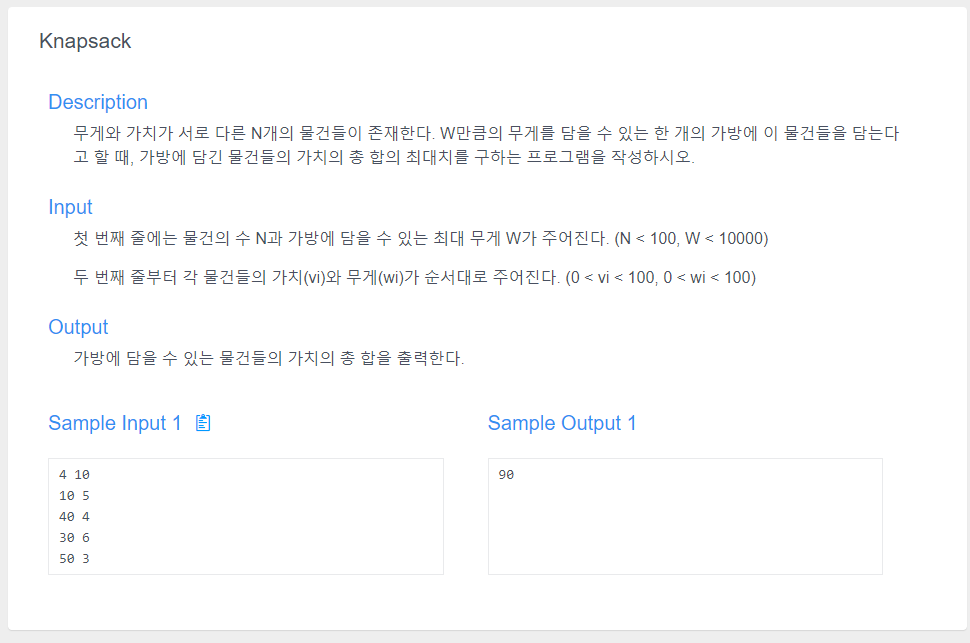 Knapsack
Description
무게와 가치가 서로 다른 N개의 물건들이 존재한다. W만큼의 무게를 담을 수 있는 한 개의 가방에 이 물건들을 담는다
고 할 때, 가방에 담긴 물건들의 가치의 총 합의 최대치를 구하는 프로그램을 작성하시오.
Input
첫 번째 줄에는 물건의 수 N과 가방에 담을 수 있는 최대 무게 W가 주어진다. (N < 100, W < 10000)
두 번째 줄부터 각 물건들의 가치(vi)와 무게(wi)가 순서대로 주어진다. (0 < vi < 100, 0 < wi < 100)
Output
가방에 담을 수 있는 물건들의 가치의 총 합을 출력한다.
Sample Input 1
4 10
10 5
40 4
30 6
50 3
Sample Output 1
90